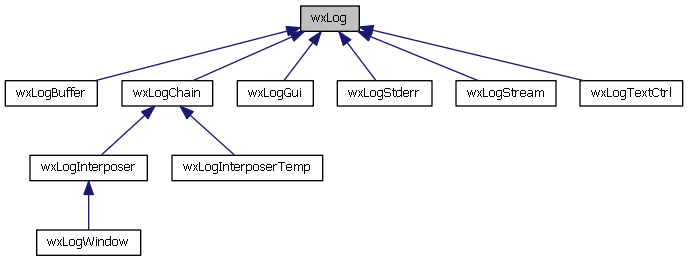 wxLog
wxLogBuffer
wxLogChain
wxLogGui
wxLogStderr
wxLogStream
wxLogTextCtrl
wxLogInterposer
wxLogInterposerTemp
wxLogWindow